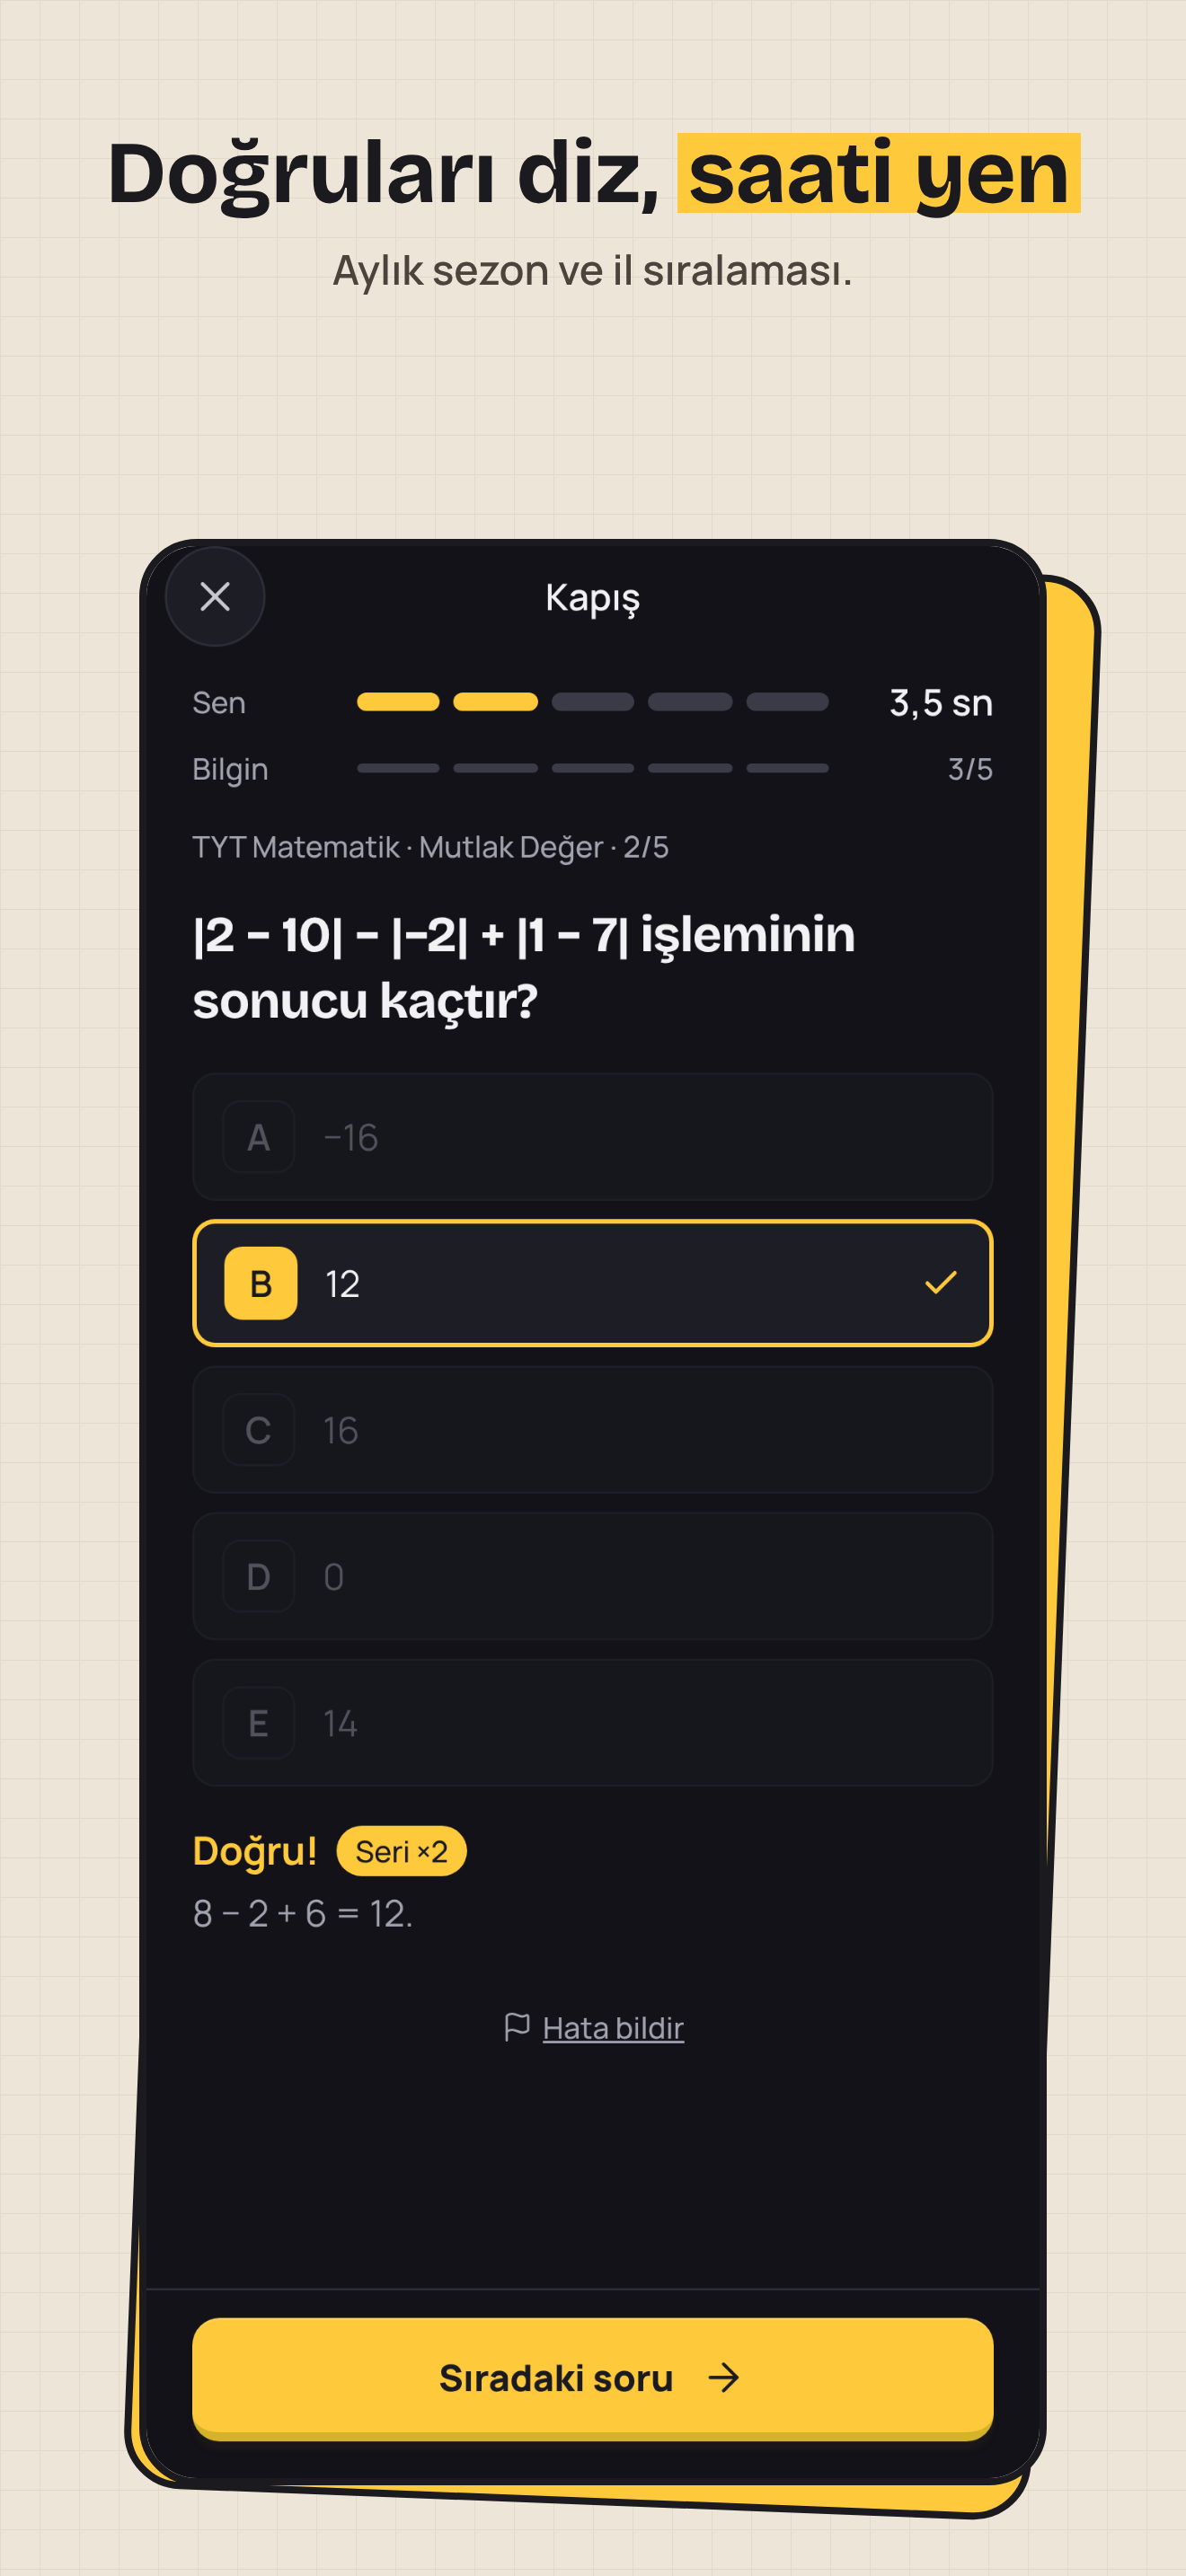 Doğruları diz, saati yen
Aylık sezon ve il sıralaması.
Kapış
Sen 3,5 sn
Bilgin 3/5
TYT Matematik · Mutlak Değer · 2/5
|2 − 10| − |−2| + |1 − 7| işleminin
sonucu kaçtır?
A −16
B 12
C 16
D 0
E 14
Doğru! Seri ×2
8 − 2 + 6 = 12.
Hata bildir
Sıradaki soru →